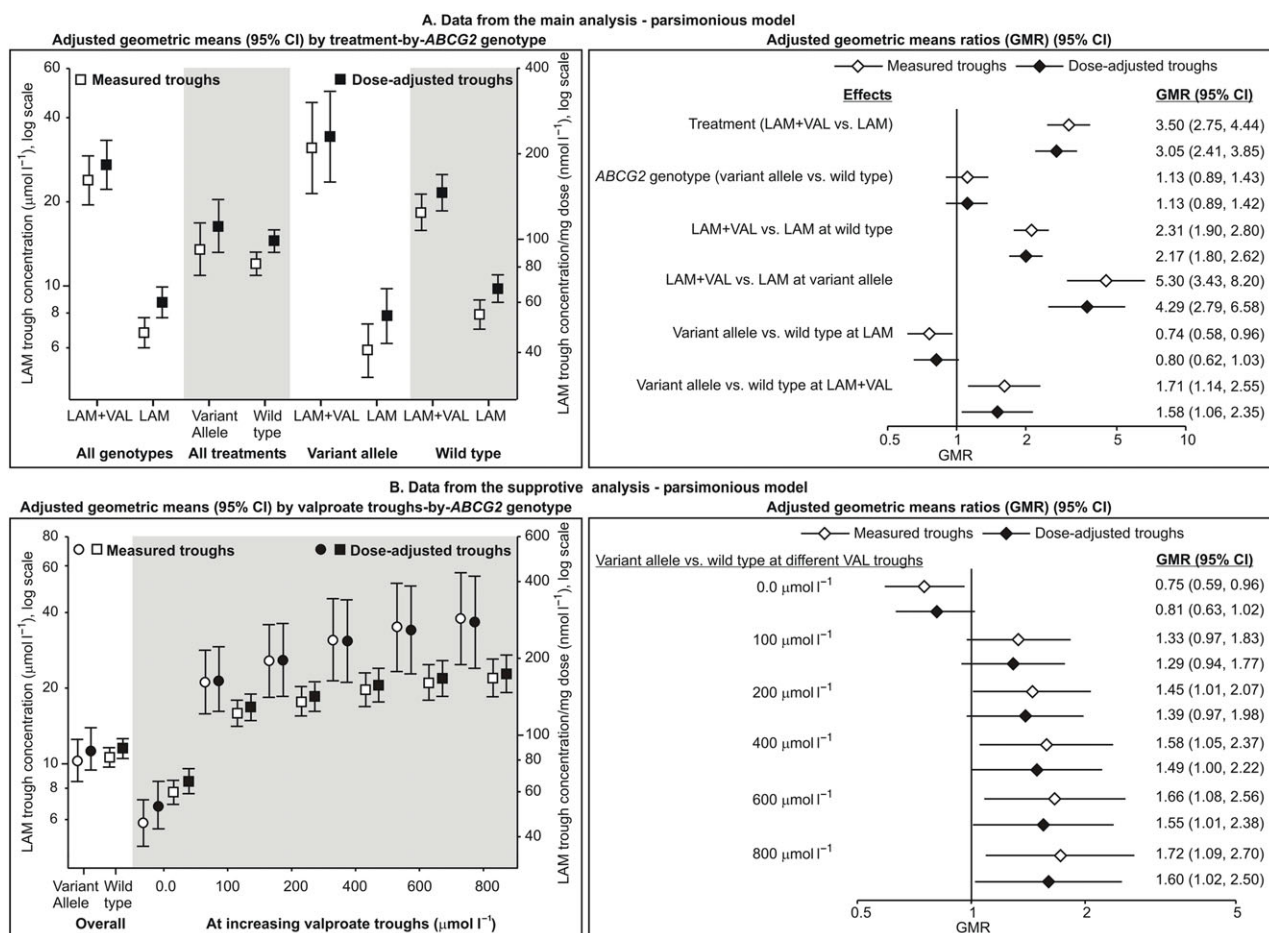 A. Data from the main analysis - parsimonious model
Adjusted geometric means (95% CI) by treatment-by-ABCG2 genotype
LAM trough concentration (μmol l⁻¹), log scale
60
40
20
10
8
6
Measured troughs
Dose-adjusted troughs
400
200
100
80
60
40
LAM trough concentration/mg dose (nmol l⁻¹), log scale
LAM+VAL
LAM
Variant
Allele
Wild
type
LAM+VAL
LAM
LAM+VAL
LAM
All genotypes
All treatments
Variant allele
Wild type
Adjusted geometric means ratios (GMR) (95% CI)
Measured troughs
Dose-adjusted troughs
Effects
GMR (95% CI)
Treatment (LAM+VAL vs. LAM)
3.50 (2.75, 4.44)
3.05 (2.41, 3.85)
ABCG2 genotype (variant allele vs. wild type)
1.13 (0.89, 1.43)
1.13 (0.89, 1.42)
LAM+VAL vs. LAM at wild type
2.31 (1.90, 2.80)
2.17 (1.80, 2.62)
LAM+VAL vs. LAM at variant allele
5.30 (3.43, 8.20)
4.29 (2.79, 6.58)
Variant allele vs. wild type at LAM
0.74 (0.58, 0.96)
0.80 (0.62, 1.03)
Variant allele vs. wild type at LAM+VAL
1.71 (1.14, 2.55)
1.58 (1.06, 2.35)
0.5
1
2
5
10
GMR
B. Data from the supprotive analysis - parsimonious model
Adjusted geometric means (95% CI) by valproate troughs-by-ABCG2 genotype
LAM trough concentration (μmol l⁻¹), log scale
80
60
40
20
10
8
6
Measured troughs
Dose-adjusted troughs
600
400
200
100
80
60
40
LAM trough concentration/mg dose (nmol l⁻¹), log scale
Variant
Allele
Wild
type
0.0
100
200
400
600
800
Overall
At increasing valproate troughs (μmol l⁻¹)
Adjusted geometric means ratios (GMR) (95% CI)
Measured troughs
Dose-adjusted troughs
Variant allele vs. wild type at different VAL troughs
GMR (95% CI)
0.0 μmol l⁻¹
0.75 (0.59, 0.96)
0.81 (0.63, 1.02)
100 μmol l⁻¹
1.33 (0.97, 1.83)
1.29 (0.94, 1.77)
200 μmol l⁻¹
1.45 (1.01, 2.07)
1.39 (0.97, 1.98)
400 μmol l⁻¹
1.58 (1.05, 2.37)
1.49 (1.00, 2.22)
600 μmol l⁻¹
1.66 (1.08, 2.56)
1.55 (1.01, 2.38)
800 μmol l⁻¹
1.72 (1.09, 2.70)
1.60 (1.02, 2.50)
0.5
1
2
5
GMR